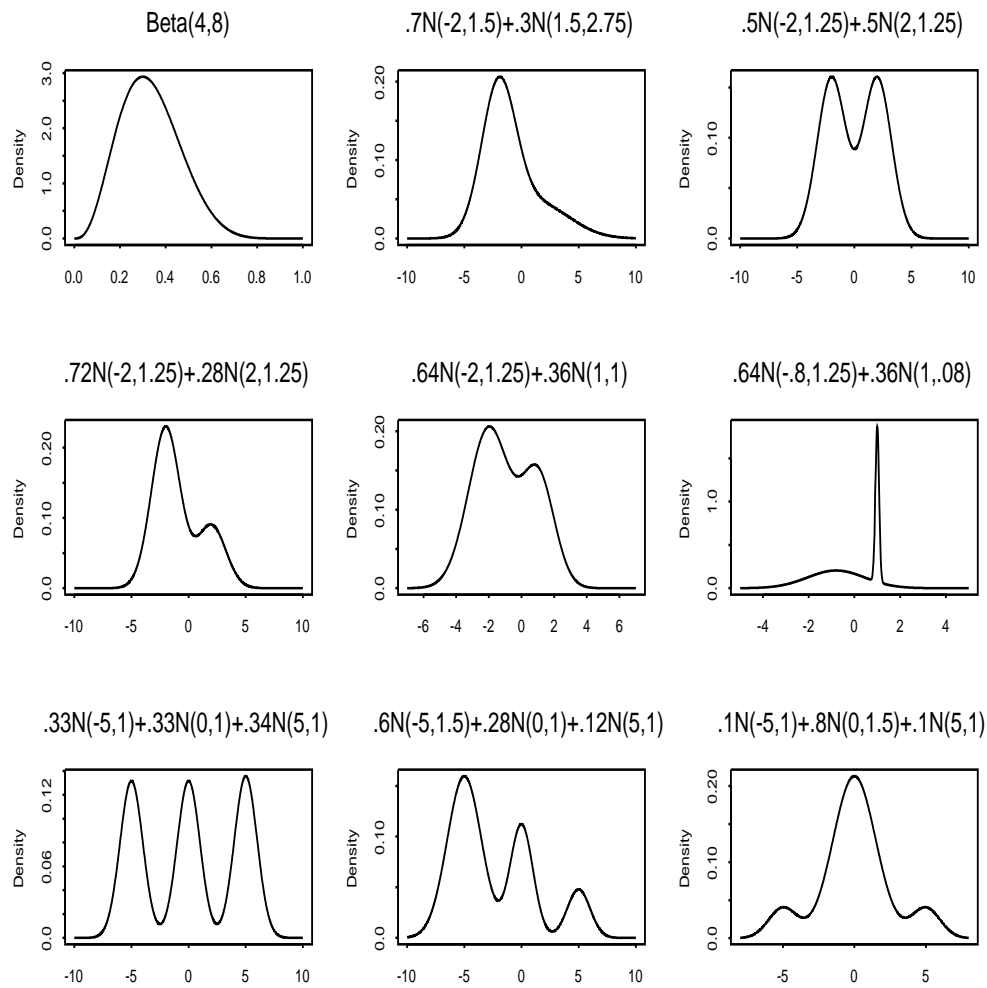 Beta(4,8)
.7N(-2,1.5)+.3N(1.5,2.75)
.5N(-2,1.25)+.5N(2,1.25)
Density
0.0 1.0 2.0 3.0
0.0 0.2 0.4 0.6 0.8 1.0
Density
0.0 0.10 0.20
-10 -5 0 5 10
Density
0.0 0.10
-10 -5 0 5 10
.72N(-2,1.25)+.28N(2,1.25)
.64N(-2,1.25)+.36N(1,1)
.64N(-.8,1.25)+.36N(1,.08)
Density
0.0 0.10 0.20
-10 -5 0 5 10
Density
0.0 0.10 0.20
-6 -4 -2 0 2 4 6
Density
0.0 1.0
-4 -2 0 2 4
.33N(-5,1)+.33N(0,1)+.34N(5,1)
.6N(-5,1.5)+.28N(0,1)+.12N(5,1)
.1N(-5,1)+.8N(0,1.5)+.1N(5,1)
Density
0.0 0.06 0.12
-10 -5 0 5 10
Density
0.0 0.10
-10 -5 0 5 10
Density
0.0 0.10 0.20
-5 0 5